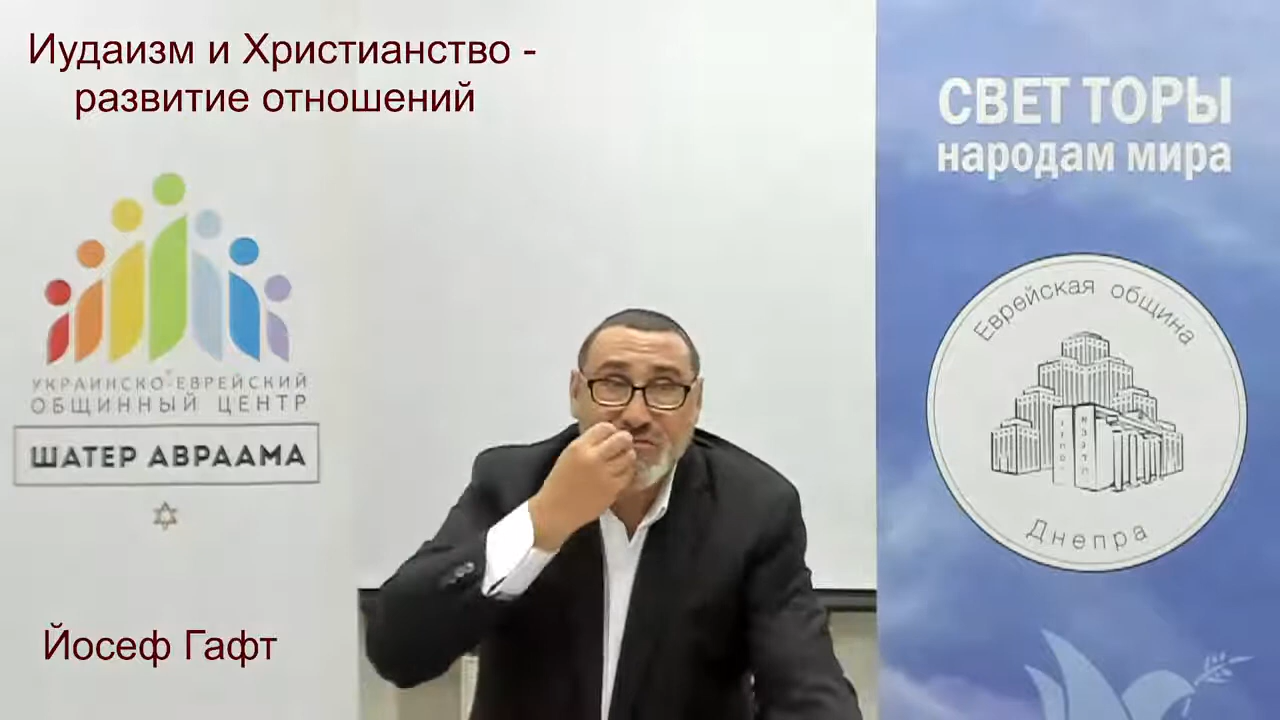 Иудаизм и Христианство -
развитие отношений
УКРАИНСКО-ЕВРЕЙСКИЙ
ОБЩИННЫЙ ЦЕНТР
ШАТЕР АВРААМА
Йосеф Гафт
СВЕТ ТОРЫ
народам мира
Еврейская община
Днепра